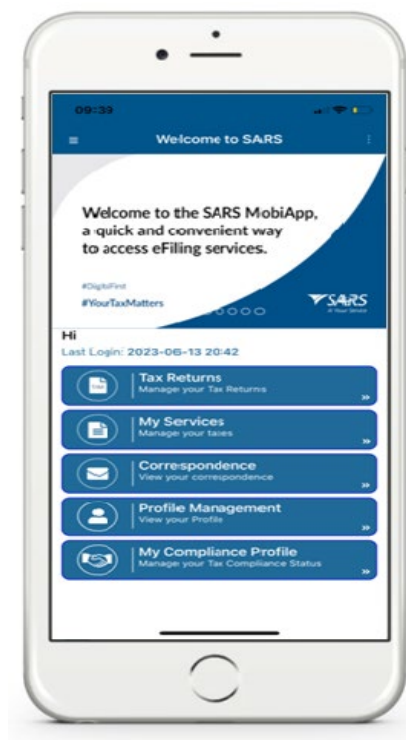 09:39
Welcome to SARS
Welcome to the SARS MobiApp,
a quick and convenient way
to access eFiling services.
#DigitalFirst
#YourTaxMatters
SARS
At Your Service
Hi
Last Login: 2023-06-13 20:42
Tax Returns
Manage your Tax Returns
My Services
Manage your taxes
Correspondence
View your correspondence
Profile Management
View your Profile
My Compliance Profile
Manage your Tax Compliance Status